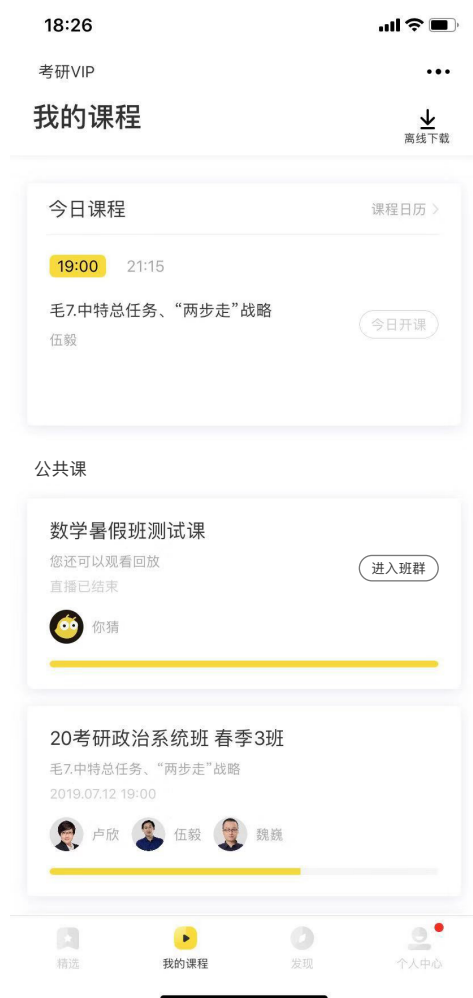 18:26
考研VIP
我的课程
离线下载
今日课程
课程日历
19:00 21:15
毛7.中特总任务、“两步走”战略
今日开课
伍毅
公共课
数学暑假班测试课
您还可以观看回放
进入班群
直播已结束
你猜
20考研政治系统班 春季3班
毛7.中特总任务、“两步走”战略
2019.07.12 19:00
卢欣 伍毅 魏巍
精选 我的课程 发现 个人中心